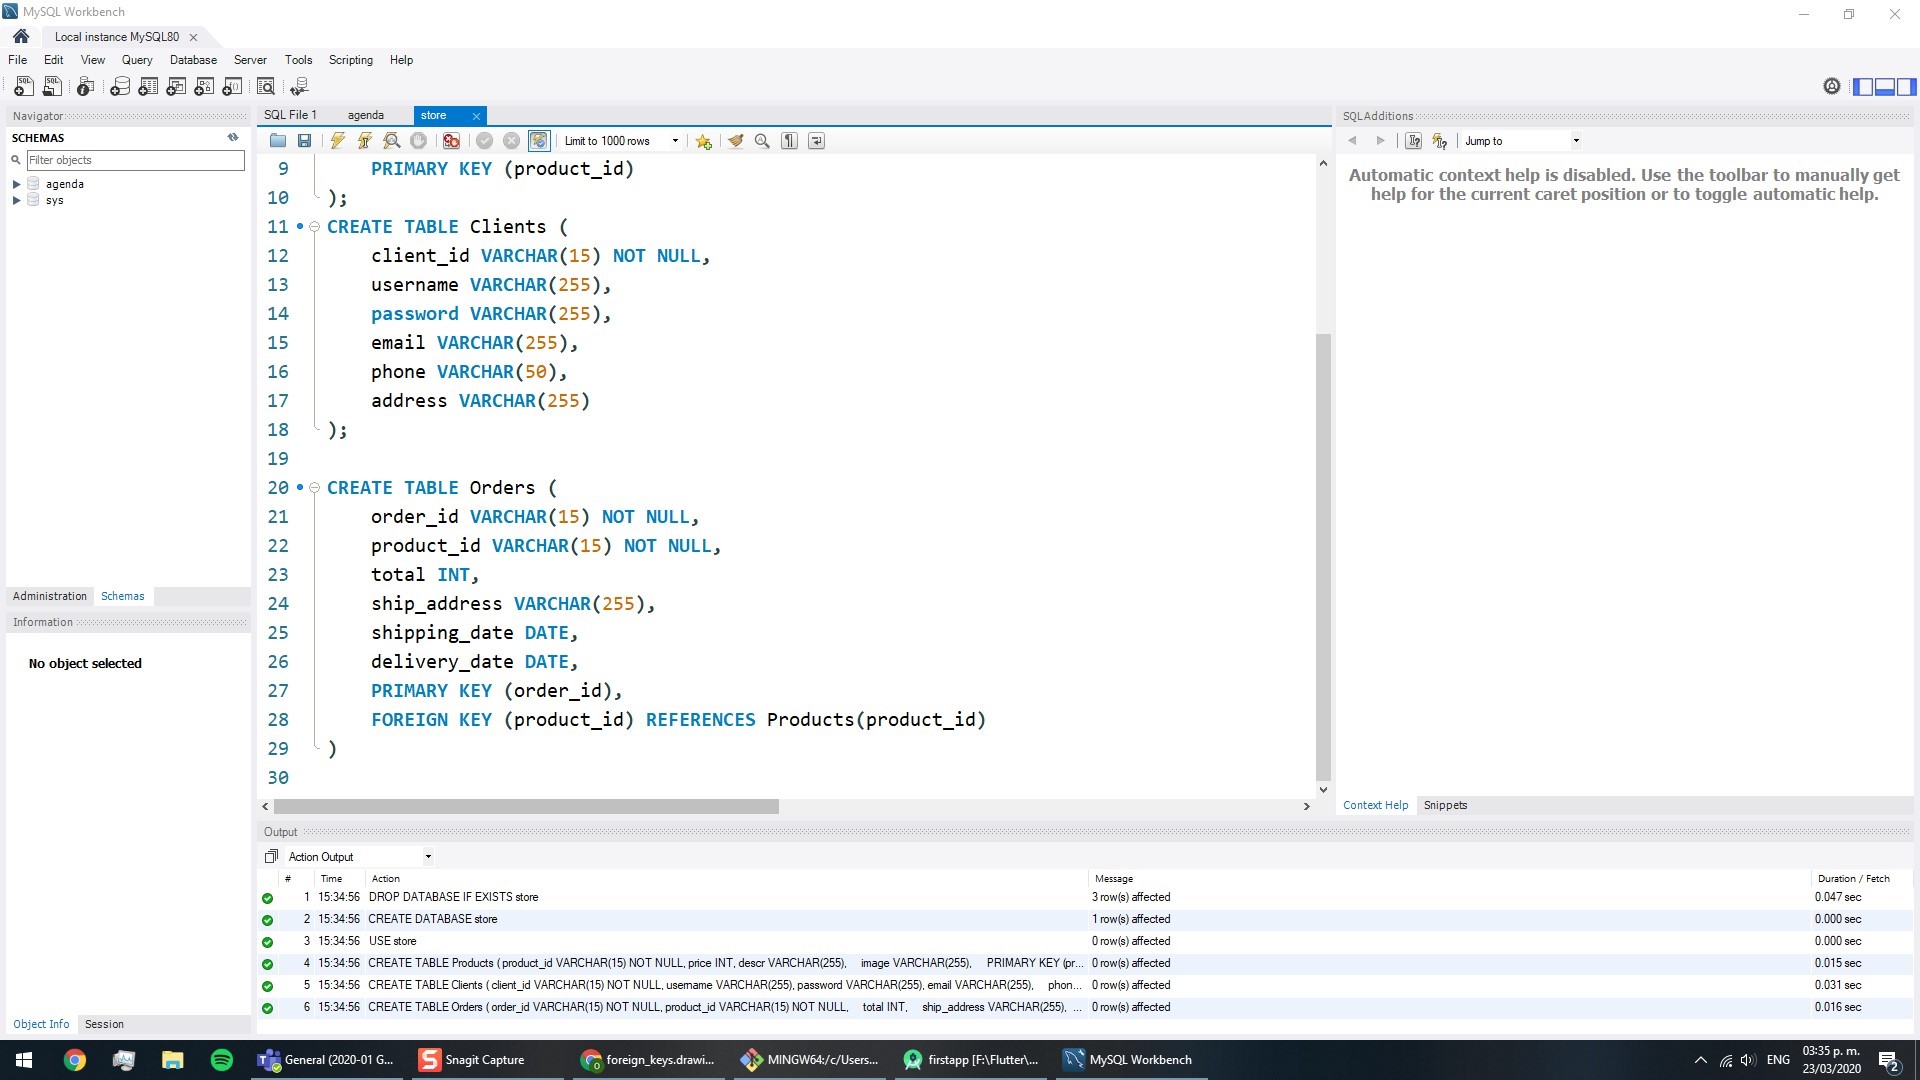 MySQL Workbench
Local instance MySQL80
File Edit View Query Database Server Tools Scripting Help
Navigator
SCHEMAS
Filter objects
agenda
sys
Administration Schemas
Information
No object selected
Object Info Session
SQL File 1 agenda store
Limit to 1000 rows
9 PRIMARY KEY (product_id)
10 );
11 CREATE TABLE Clients (
12 client_id VARCHAR(15) NOT NULL,
13 username VARCHAR(255),
14 password VARCHAR(255),
15 email VARCHAR(255),
16 phone VARCHAR(50),
17 address VARCHAR(255)
18 );
19
20 CREATE TABLE Orders (
21 order_id VARCHAR(15) NOT NULL,
22 product_id VARCHAR(15) NOT NULL,
23 total INT,
24 ship_address VARCHAR(255),
25 shipping_date DATE,
26 delivery_date DATE,
27 PRIMARY KEY (order_id),
28 FOREIGN KEY (product_id) REFERENCES Products(product_id)
29 )
30
SQLAdditions
Jump to
Automatic context help is disabled. Use the toolbar to manually get
help for the current caret position or to toggle automatic help.
Context Help Snippets
Output
Action Output
# Time Action Message Duration / Fetch
1 15:34:56 DROP DATABASE IF EXISTS store 3 row(s) affected 0.047 sec
2 15:34:56 CREATE DATABASE store 1 row(s) affected 0.000 sec
3 15:34:56 USE store 0 row(s) affected 0.000 sec
4 15:34:56 CREATE TABLE Products ( product_id VARCHAR(15) NOT NULL, price INT, descr VARCHAR(255), image VARCHAR(255), PRIMARY KEY (pr... 0 row(s) affected 0.015 sec
5 15:34:56 CREATE TABLE Clients ( client_id VARCHAR(15) NOT NULL, username VARCHAR(255), password VARCHAR(255), email VARCHAR(255), phon... 0 row(s) affected 0.031 sec
6 15:34:56 CREATE TABLE Orders ( order_id VARCHAR(15) NOT NULL, product_id VARCHAR(15) NOT NULL, total INT, ship_address VARCHAR(255), ... 0 row(s) affected 0.016 sec
General (2020-01 G... Snagit Capture foreign_keys.drawi... MINGW64:/c/Users... firstapp [F:\Flutter\... MySQL Workbench ENG
03:35 p. m.
23/03/2020
2